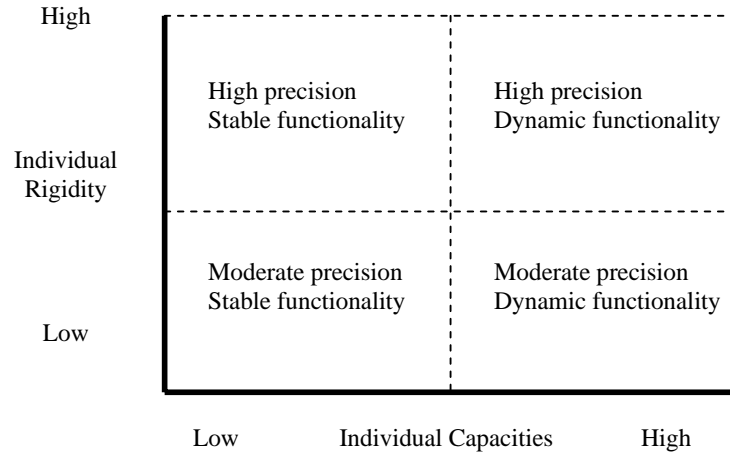 High
High precision
Stable functionality
High precision
Dynamic functionality
Individual
Rigidity
Moderate precision
Stable functionality
Moderate precision
Dynamic functionality
Low
Low
Individual Capacities
High